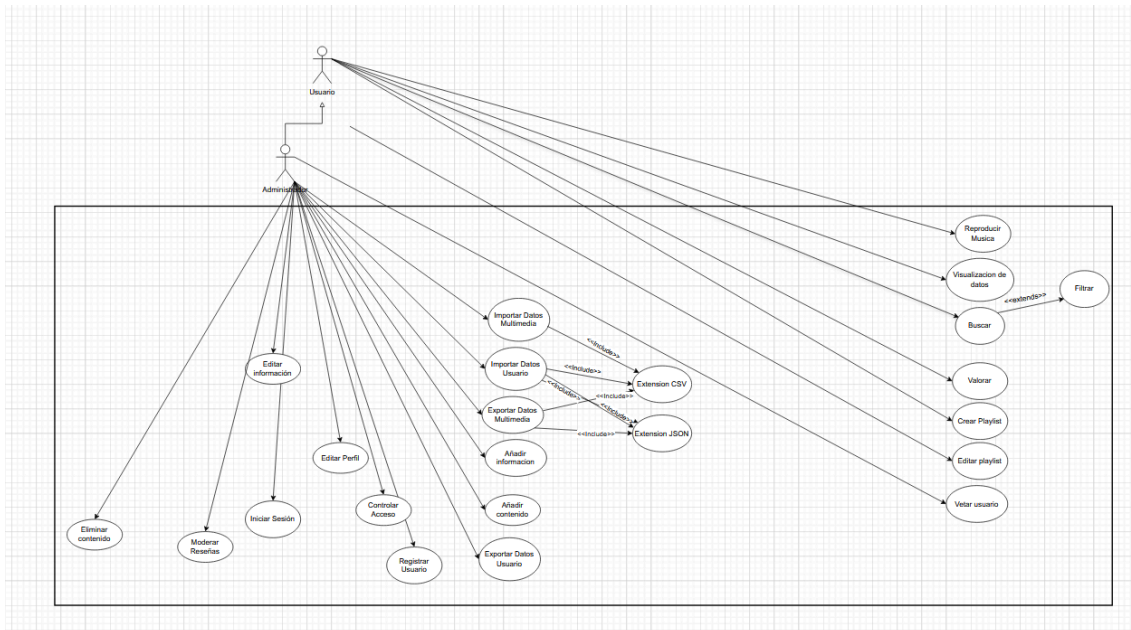 Usuario
Administrador
Reproducir
Musica
Visualizacion de
datos
Filtrar
<<extends>>
Buscar
Importar Datos
Multimedia
<<Include>>
Importar Datos
Usuario
<<Include>>
Editar
información
Extension CSV
Valorar
<<Include>>
<<Include>>
Exportar Datos
Multimedia
<<Include>>
Crear Playlist
<<Include>>
Extension JSON
Editar Perfil
Añadir
informacion
Editar playlist
Controlar
Acceso
Añadir
contenido
Vetar usuario
Iniciar Sesión
Eliminar
contenido
Moderar
Reseñas
Registrar
Usuario
Exportar Datos
Usuario